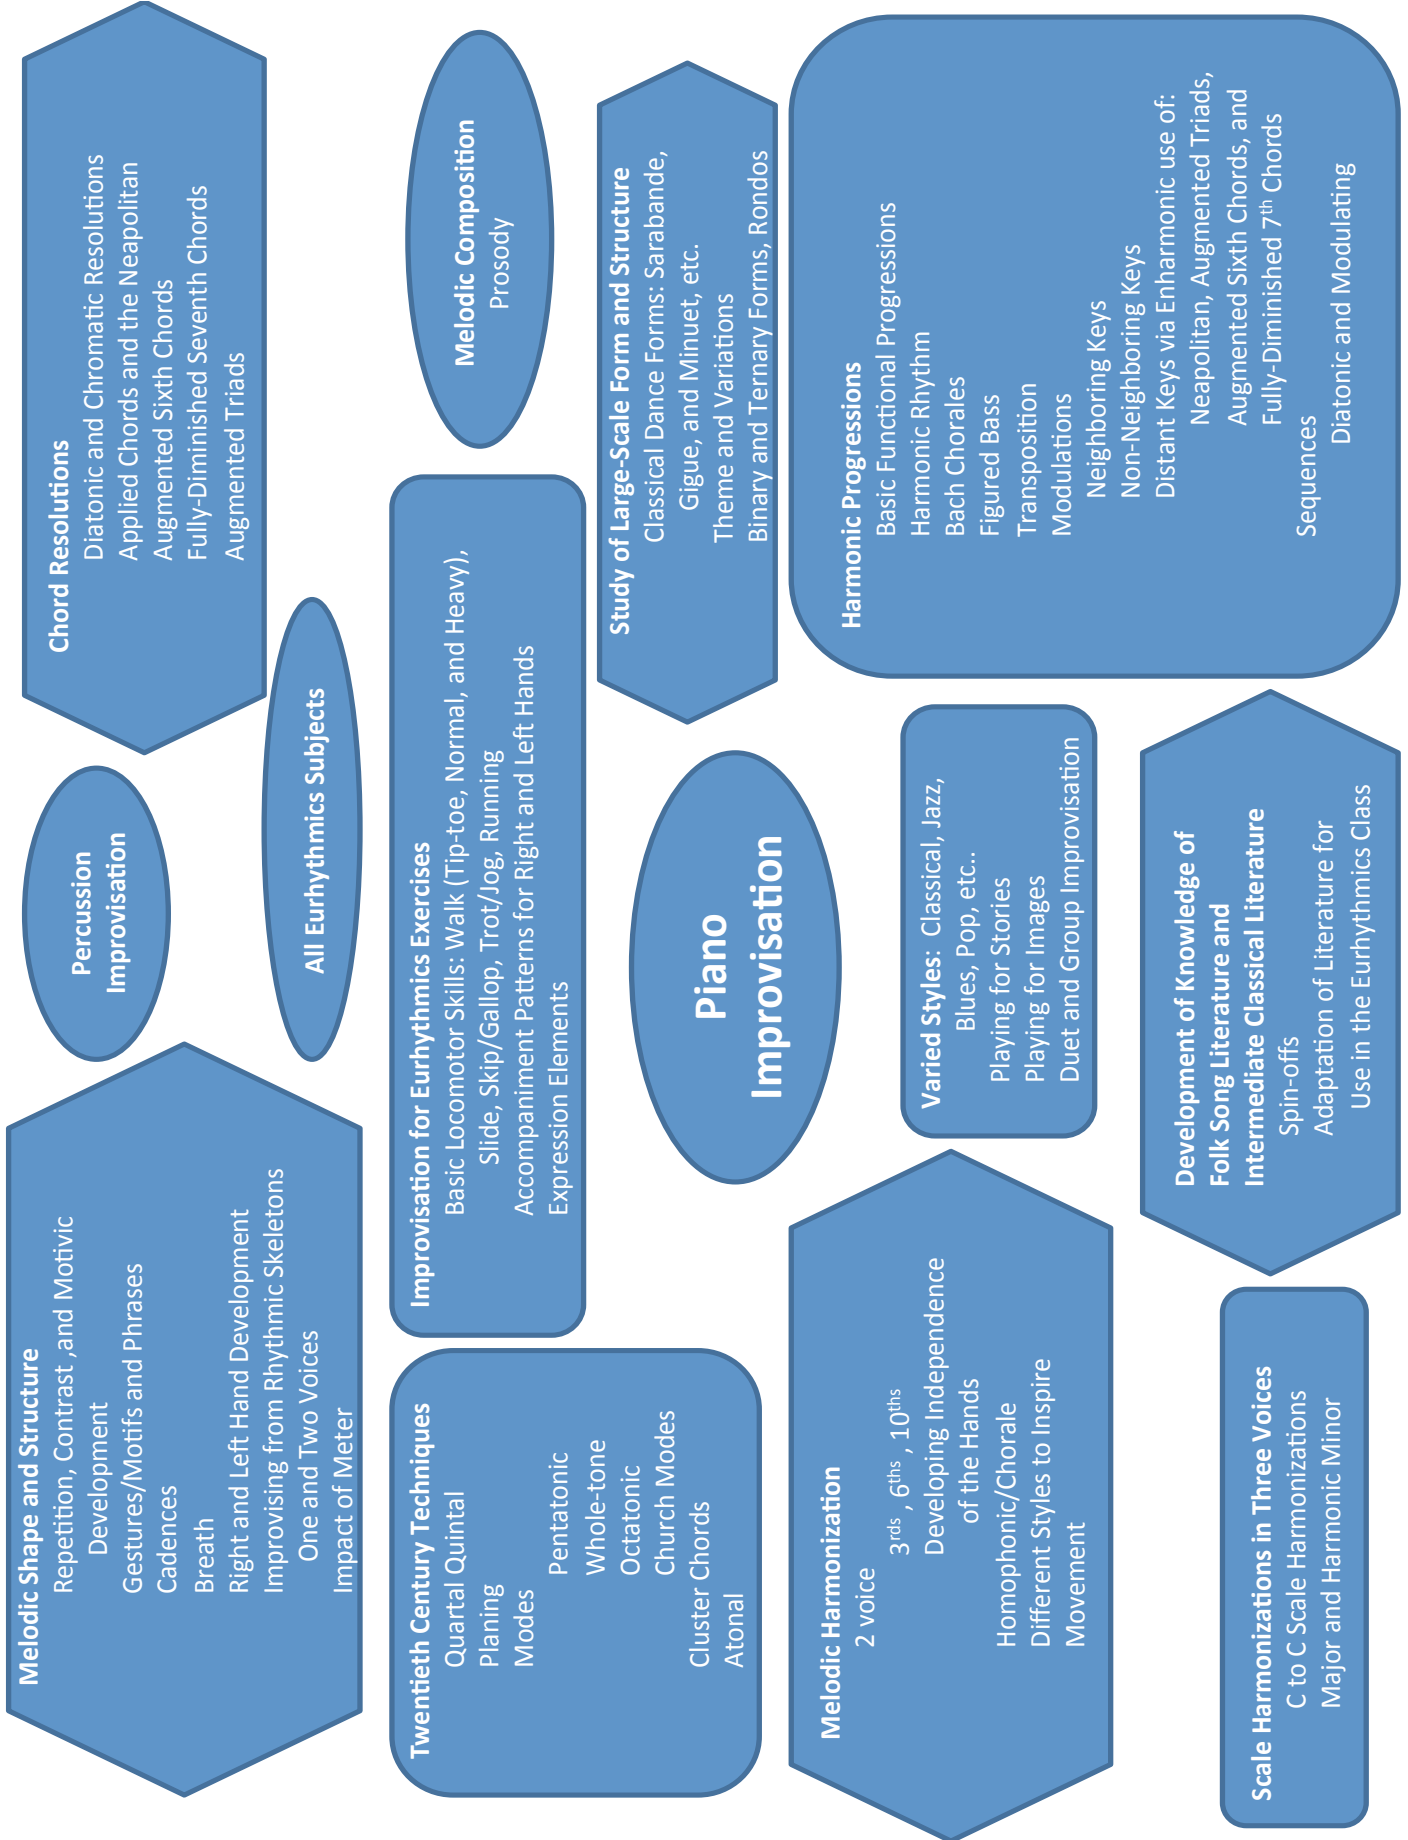 Melodic Shape and Structure
Repetition, Contrast ,and Motivic
Development
Gestures/Motifs and Phrases
Cadences
Breath
Right and Left Hand Development
Improvising from Rhythmic Skeletons
One and Two Voices
Impact of Meter
Percussion
Improvisation
Chord Resolutions
Diatonic and Chromatic Resolutions
Applied Chords and the Neapolitan
Augmented Sixth Chords
Fully-Diminished Seventh Chords
Augmented Triads
All Eurhythmics Subjects
Twentieth Century Techniques
Quartal Quintal
Planing
Modes
Pentatonic
Whole-tone
Octatonic
Church Modes
Cluster Chords
Atonal
Improvisation for Eurhythmics Exercises
Basic Locomotor Skills: Walk (Tip-toe, Normal, and Heavy),
Slide, Skip/Gallop, Trot/Jog, Running
Accompaniment Patterns for Right and Left Hands
Expression Elements
Melodic Composition
Prosody
Piano
Improvisation
Study of Large-Scale Form and Structure
Classical Dance Forms: Sarabande,
Gigue, and Minuet, etc.
Theme and Variations
Binary and Ternary Forms, Rondos
Melodic Harmonization
2 voice
3rds , 6ths , 10ths
Developing Independence
of the Hands
Homophonic/Chorale
Different Styles to Inspire
Movement
Varied Styles: Classical, Jazz,
Blues, Pop, etc..
Playing for Stories
Playing for Images
Duet and Group Improvisation
Harmonic Progressions
Basic Functional Progressions
Harmonic Rhythm
Bach Chorales
Figured Bass
Transposition
Modulations
Neighboring Keys
Non-Neighboring Keys
Distant Keys via Enharmonic use of:
Neapolitan, Augmented Triads,
Augmented Sixth Chords, and
Fully-Diminished 7th Chords
Sequences
Diatonic and Modulating
Scale Harmonizations in Three Voices
C to C Scale Harmonizations
Major and Harmonic Minor
Development of Knowledge of
Folk Song Literature and
Intermediate Classical Literature
Spin-offs
Adaptation of Literature for
Use in the Eurhythmics Class